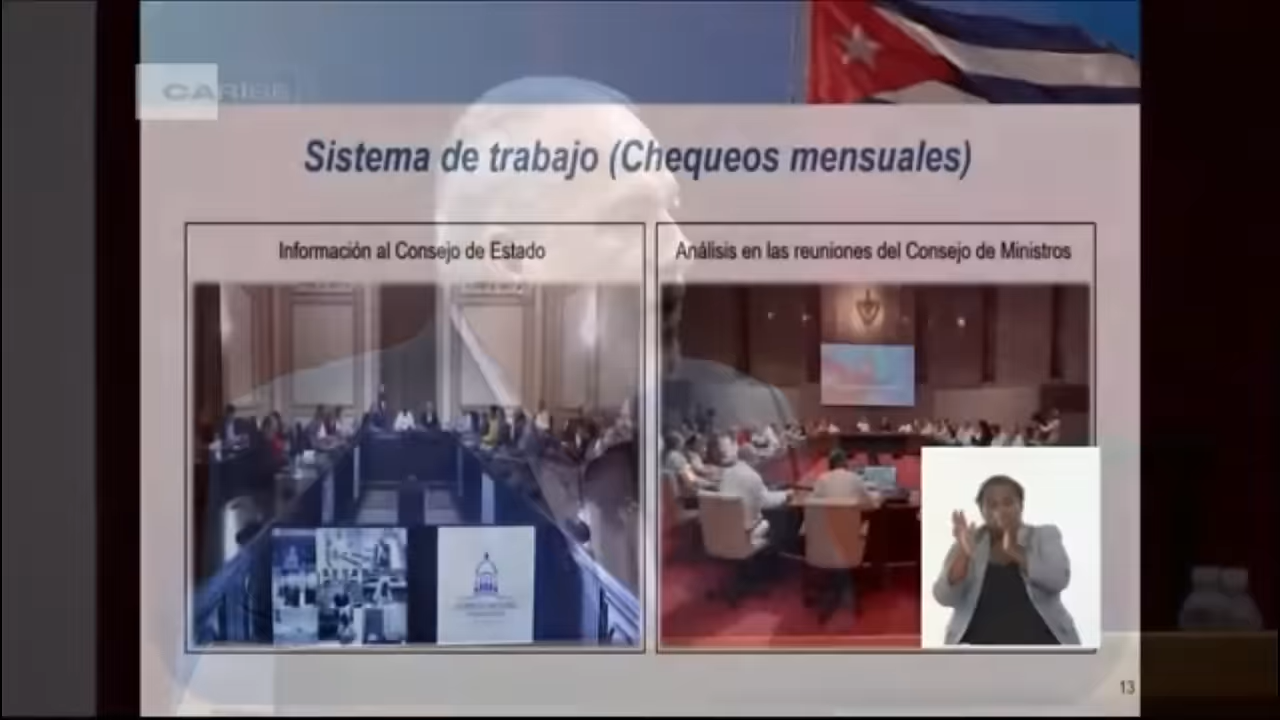 CARIBE
Sistema de trabajo (Chequeos mensuales)
Información al Consejo de Estado
Análisis en las reuniones del Consejo de Ministros
13